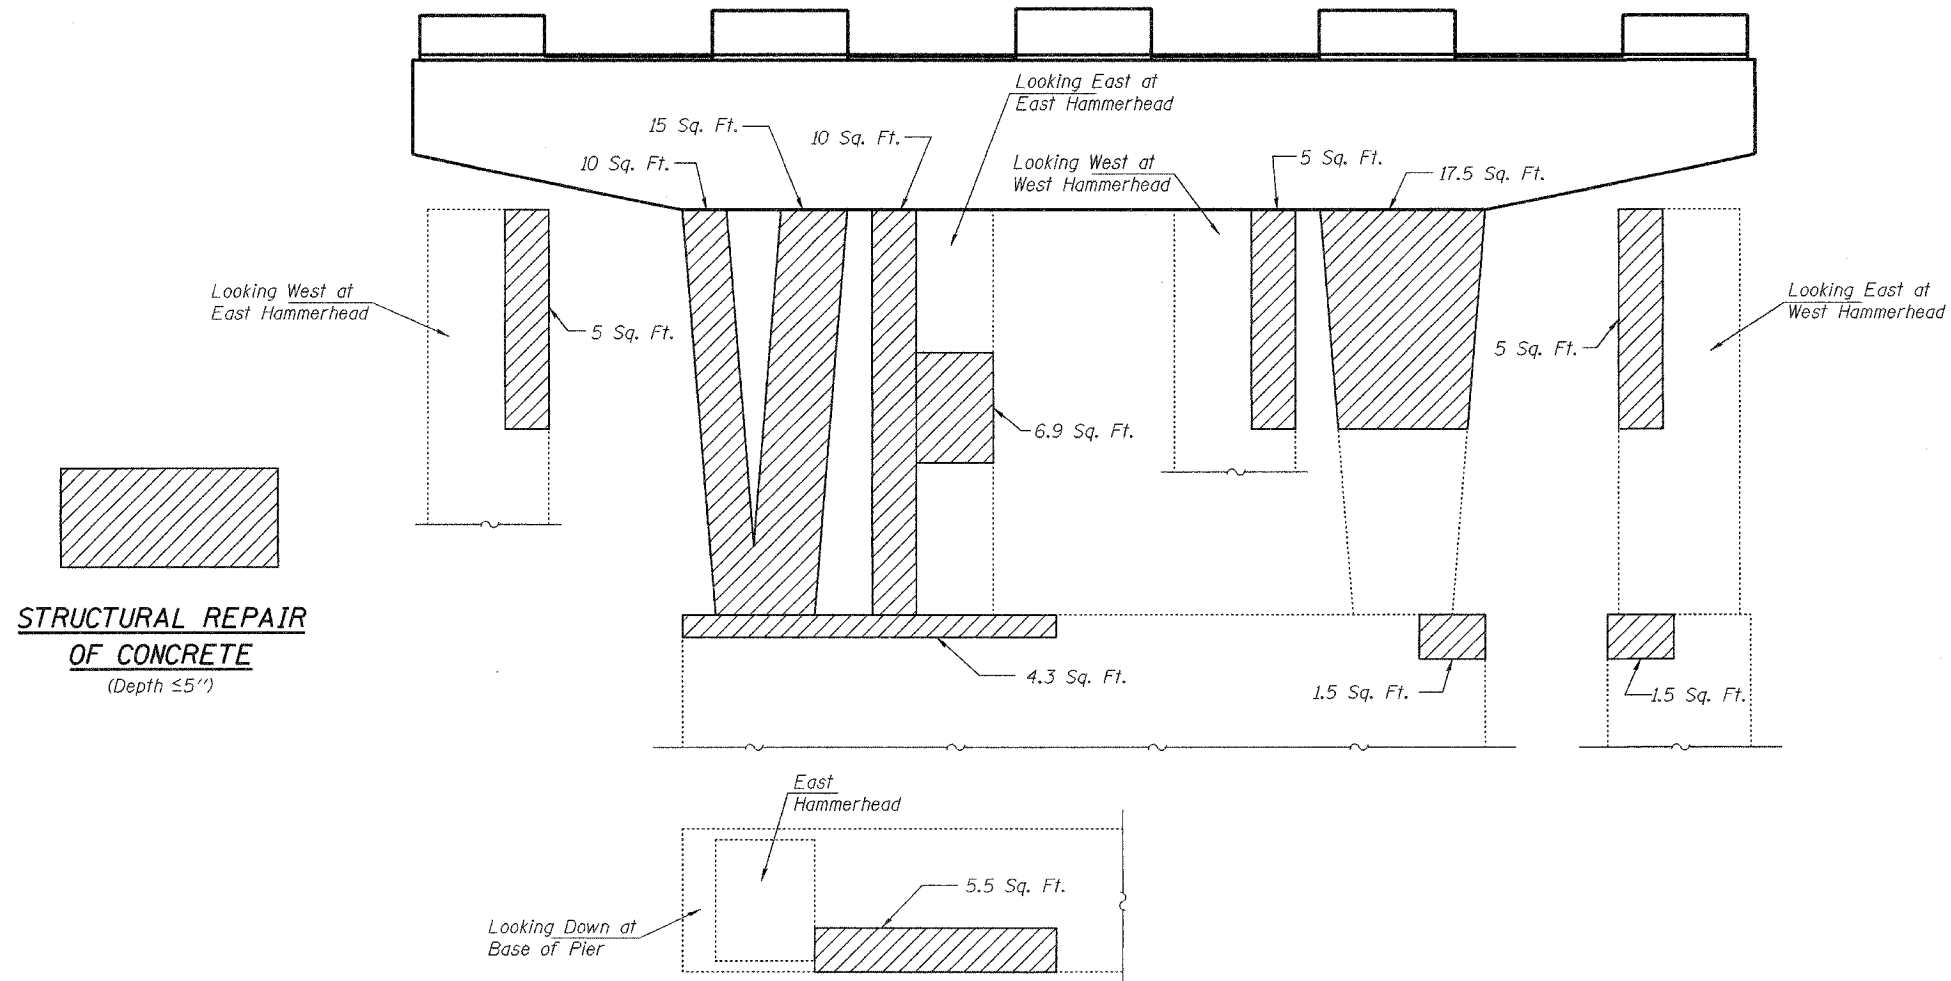 Looking East at
East Hammerhead
15 Sq. Ft.
10 Sq. Ft.
10 Sq. Ft.
Looking West at
West Hammerhead
5 Sq. Ft.
17.5 Sq. Ft.
Looking West at
East Hammerhead
5 Sq. Ft.
Looking East at
West Hammerhead
5 Sq. Ft.
6.9 Sq. Ft.
STRUCTURAL REPAIR
OF CONCRETE
(Depth ≤5")
4.3 Sq. Ft.
1.5 Sq. Ft.
1.5 Sq. Ft.
East
Hammerhead
5.5 Sq. Ft.
Looking Down at
Base of Pier